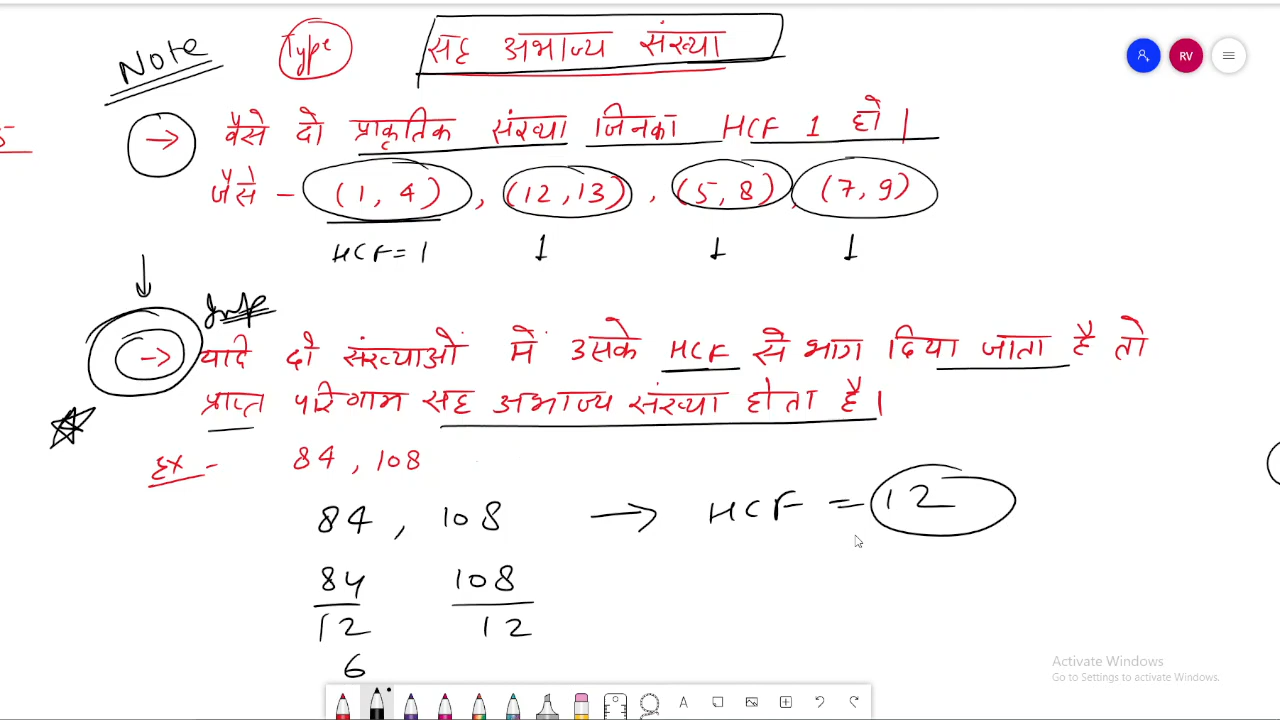 Note Type सह अभाज्य संख्या
RV
5
→ वैसे दो प्राकृतिक संख्या जिनका HCF 1 हो।
जैसे - (1, 4), (12,13), (5,8), (7,9)
HCF=1 1 1 1
Imp
→ यदि दो संख्याओं में उसके HCF से भाग दिया जाता है तो
प्राप्त परिणाम सह अभाज्य संख्या होता है।
Ex - 84, 108
84, 108 → HCF = 12
84 108
12 12
6
Activate Windows
Go to Settings to activate Windows.
A